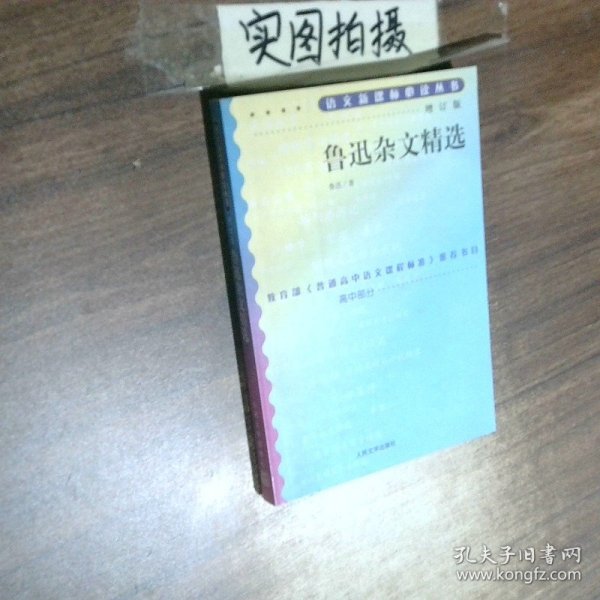 实图拍摄
语文新课标必读丛书
增订版
鲁迅杂文精选
鲁迅/著
教育部《普通高中语文课程标准》推荐书目
高中部分
人民文学出版社
孔夫子旧书网
www.kongfz.com